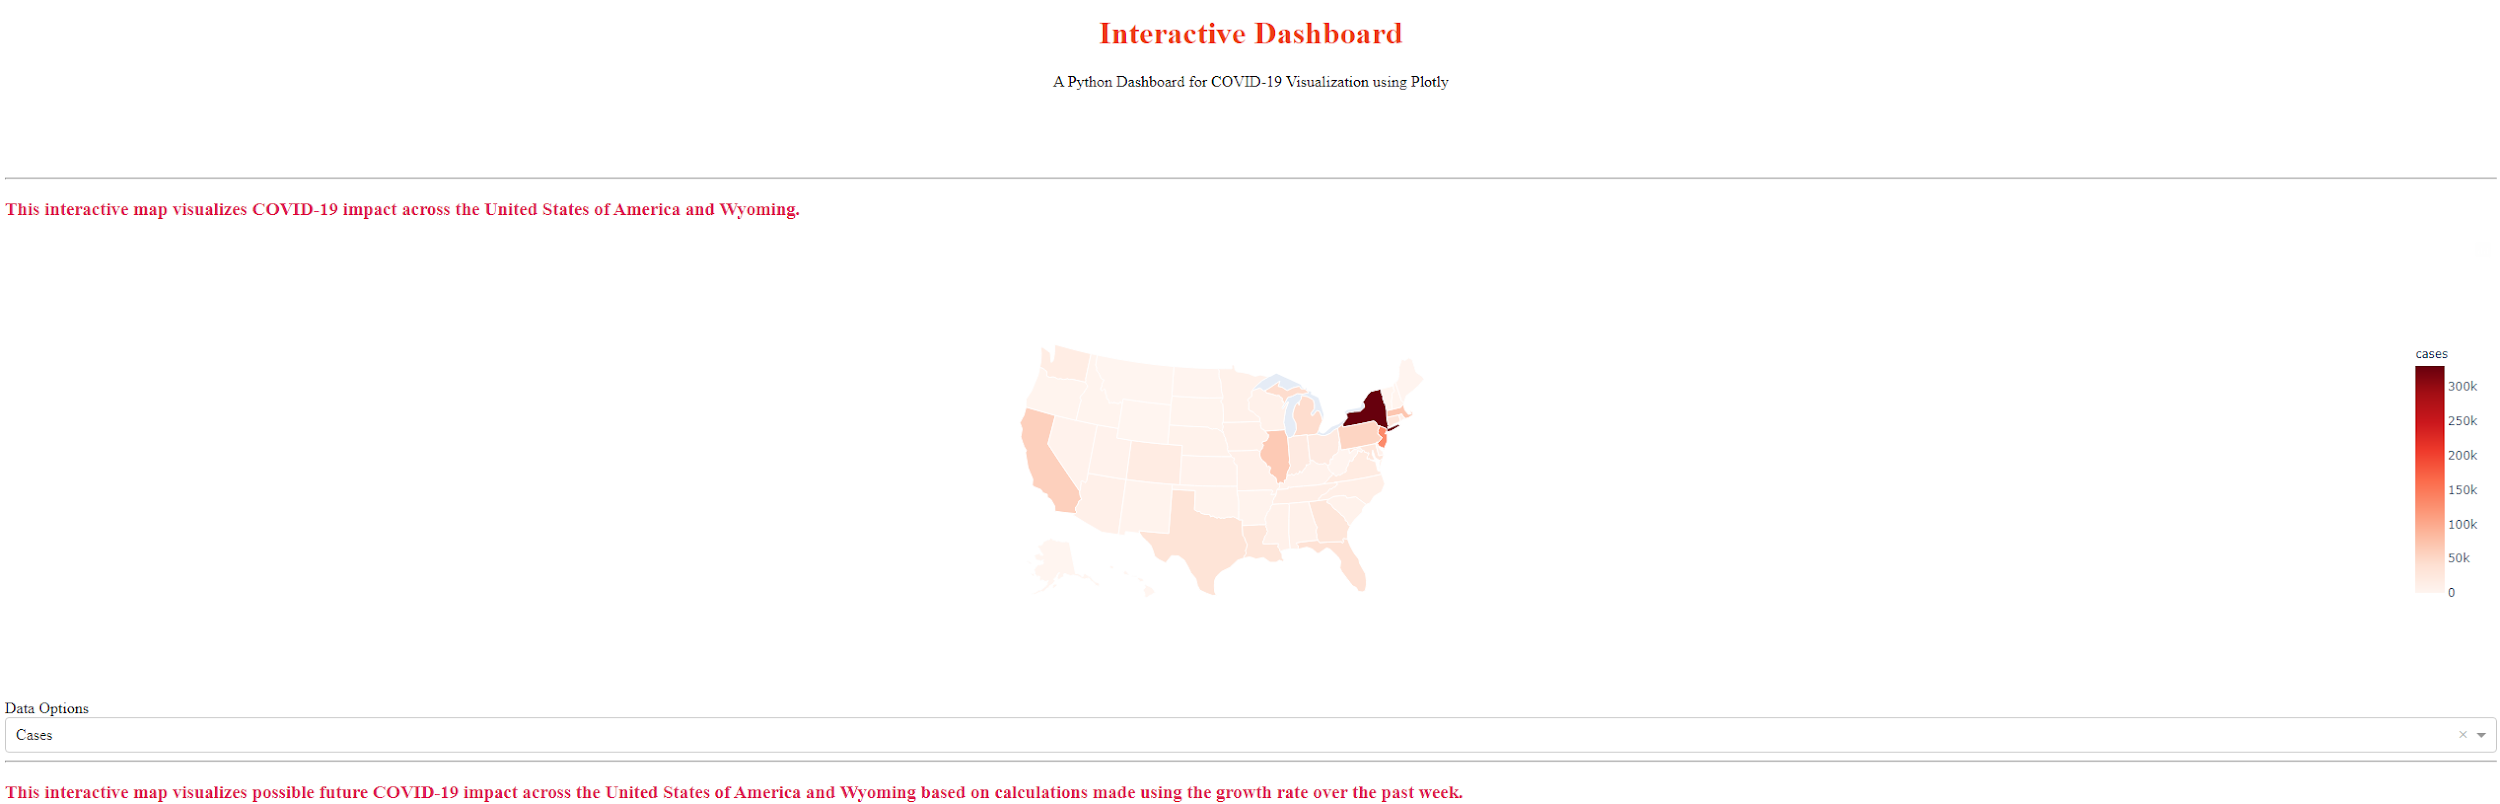 Interactive Dashboard
A Python Dashboard for COVID-19 Visualization using Plotly
This interactive map visualizes COVID-19 impact across the United States of America and Wyoming.
cases
300k
250k
200k
150k
100k
50k
0
Data Options
Cases
This interactive map visualizes possible future COVID-19 impact across the United States of America and Wyoming based on calculations made using the growth rate over the past week.